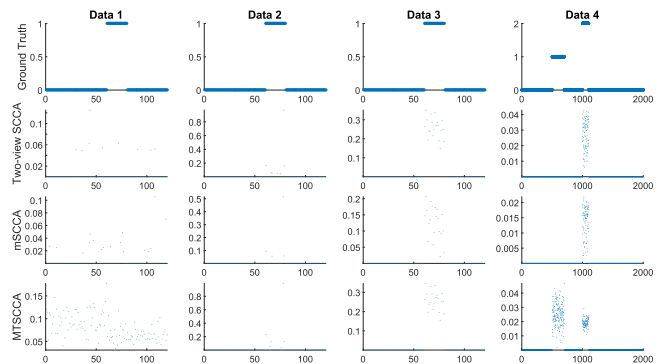 Data 1 Data 2 Data 3 Data 4
Ground Truth
1 0.5 0 0 50 100
1 0.5 0 0 50 100
1 0.5 0 0 50 100
2 1 0 0 1000 2000
Two-view SCCA
0.1 0.06 0.02 0 50 100
0.8 0.6 0.4 0.2 0 50 100
0.3 0.2 0.1 0 50 100
0.04 0.03 0.02 0.01 0 1000 2000
mSCCA
0.1 0.08 0.06 0.04 0.02 0 50 100
0.5 0.4 0.3 0.2 0.1 0 50 100
0.2 0.15 0.1 0.05 0 50 100
0.02 0.015 0.01 0.005 0 1000 2000
MTSCCA
0.15 0.1 0.05 0 50 100
0.8 0.6 0.4 0.2 0 50 100
0.3 0.2 0.1 0 50 100
0.04 0.03 0.02 0.01 0 1000 2000